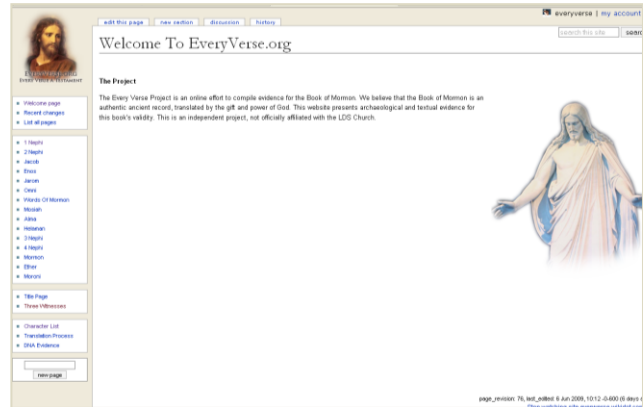 everyverse | my account
edit this page new section discussion history
search this site
Welcome To EveryVerse.org
EVERY VERSE A TESTAMENT
The Project
The Every Verse Project is an online effort to compile evidence for the Book of Mormon. We believe that the Book of Mormon is an
authentic ancient record, translated by the gift and power of God. This website presents archaeological and textual evidence for
this book's validity. This is an independent project, not officially affiliated with the LDS Church.
Welcome page
Recent changes
List all pages
1 Nephi
2 Nephi
Jacob
Enos
Jarom
Omni
Words Of Mormon
Mosiah
Alma
Helaman
3 Nephi
4 Nephi
Mormon
Ether
Moroni
Title Page
Three Witnesses
Character List
Translation Process
DNA Evidence
new page
page_revision: 76, last_edited: 6 Jun 2009, 10:12 -0-600 (6 days